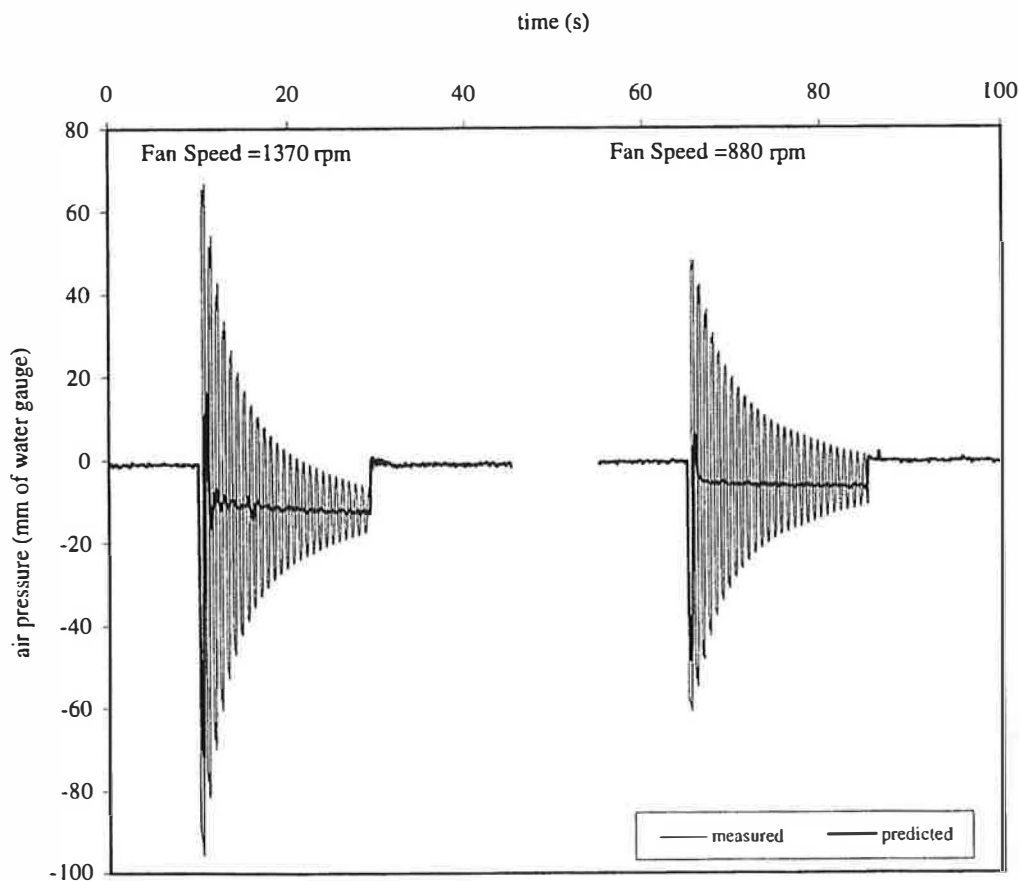 time (s)
0 20 40 60 80 100
80
Fan Speed =1370 rpm Fan Speed =880 rpm
60
40
20
0
-20
-40
-60
-80
-100
air pressure (mm of water gauge)
measured predicted